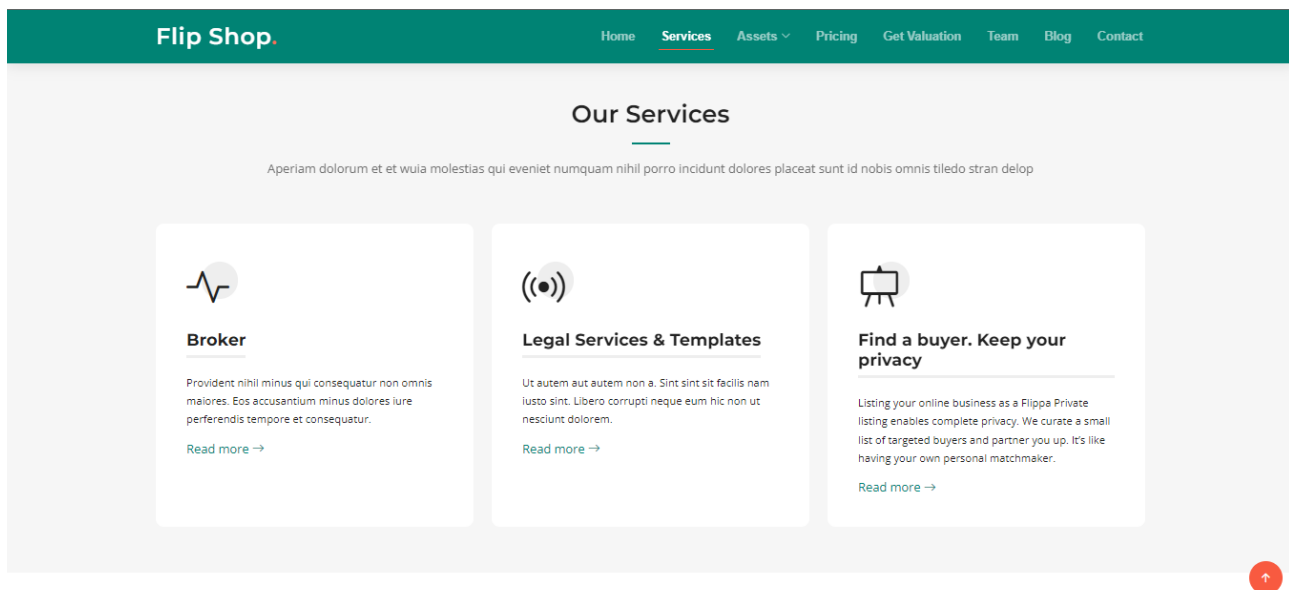 Flip Shop.
Home Services Assets Pricing Get Valuation Team Blog Contact
Our Services
Aperiam dolorum et et wuia molestias qui eveniet numquam nihil porro incidunt dolores placeat sunt id nobis omnis tiledo stran delop
Broker
Provident nihil minus qui consequatur non omnis
maiores. Eos accusantium minus dolores iure
perferendis tempore et consequatur.
Read more →
Legal Services & Templates
Ut autem aut autem non a. Sint sint sit facilis nam
iusto sint. Libero corrupti neque eum hic non ut
nesciunt dolorem.
Read more →
Find a buyer. Keep your
privacy
Listing your online business as a Flippa Private
listing enables complete privacy. We curate a small
list of targeted buyers and partner you up. It's like
having your own personal matchmaker.
Read more →